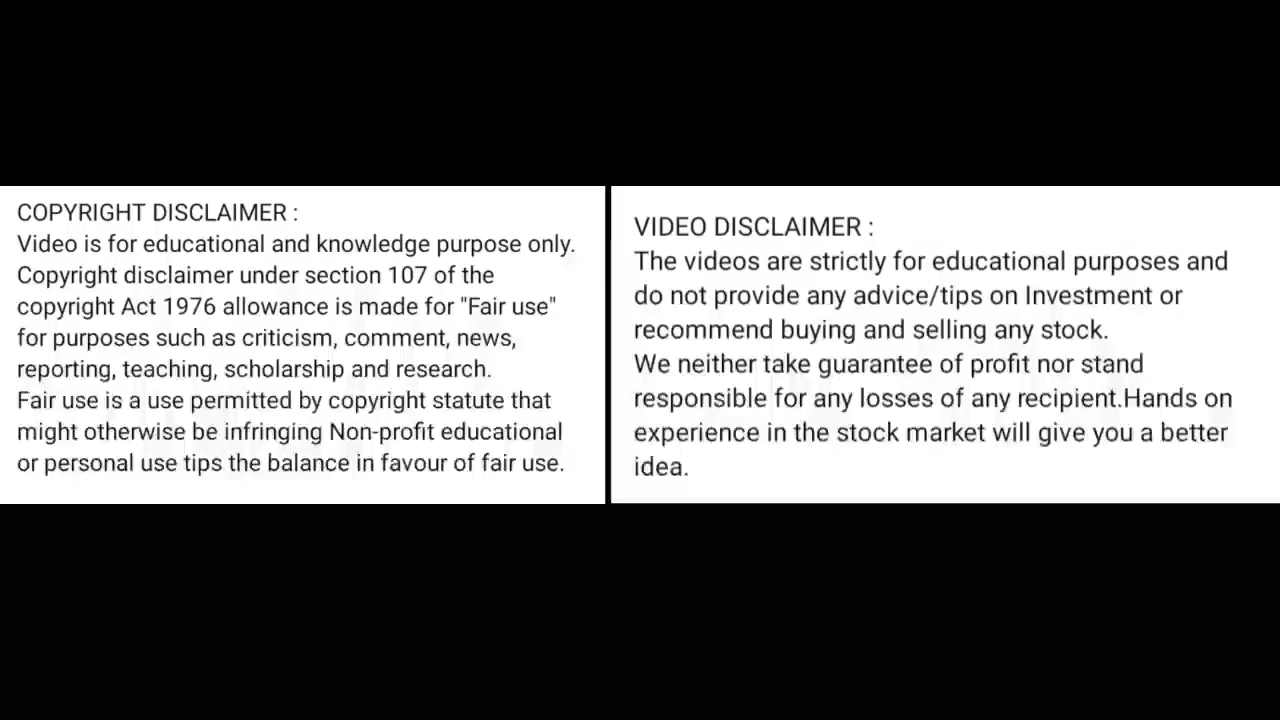 COPYRIGHT DISCLAIMER :
Video is for educational and knowledge purpose only.
Copyright disclaimer under section 107 of the
copyright Act 1976 allowance is made for "Fair use"
for purposes such as criticism, comment, news,
reporting, teaching, scholarship and research.
Fair use is a use permitted by copyright statute that
might otherwise be infringing Non-profit educational
or personal use tips the balance in favour of fair use.
VIDEO DISCLAIMER :
The videos are strictly for educational purposes and
do not provide any advice/tips on Investment or
recommend buying and selling any stock.
We neither take guarantee of profit nor stand
responsible for any losses of any recipient.Hands on
experience in the stock market will give you a better
idea.